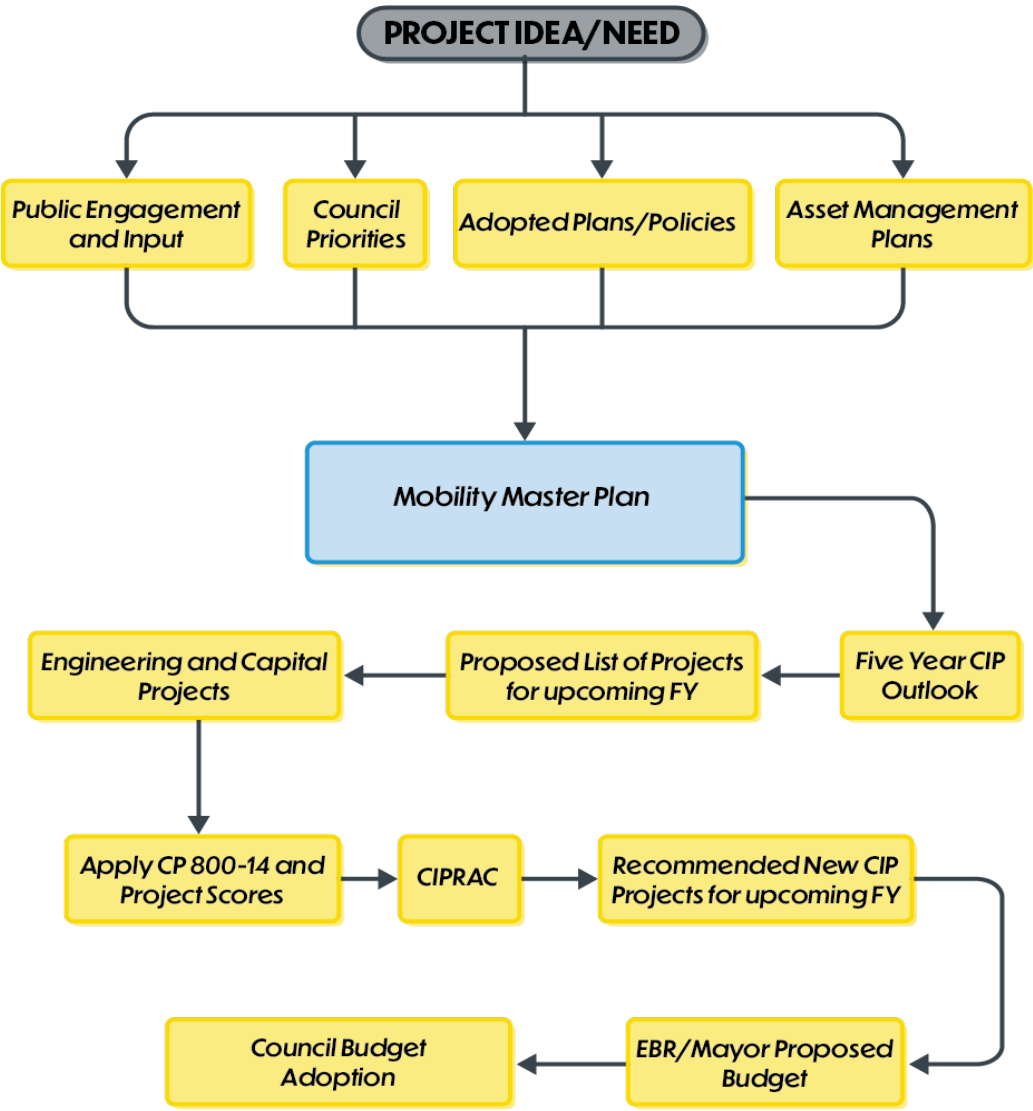 PROJECT IDEA/NEED
Public Engagement
and Input
Council
Priorities
Adopted Plans/Policies
Asset Management
Plans
Mobility Master Plan
Engineering and Capital
Projects
Proposed List of Projects
for upcoming FY
Five Year CIP
Outlook
Apply CP 800-14 and
Project Scores
CIPRAC
Recommended New CIP
Projects for upcoming FY
Council Budget
Adoption
EBR/Mayor Proposed
Budget